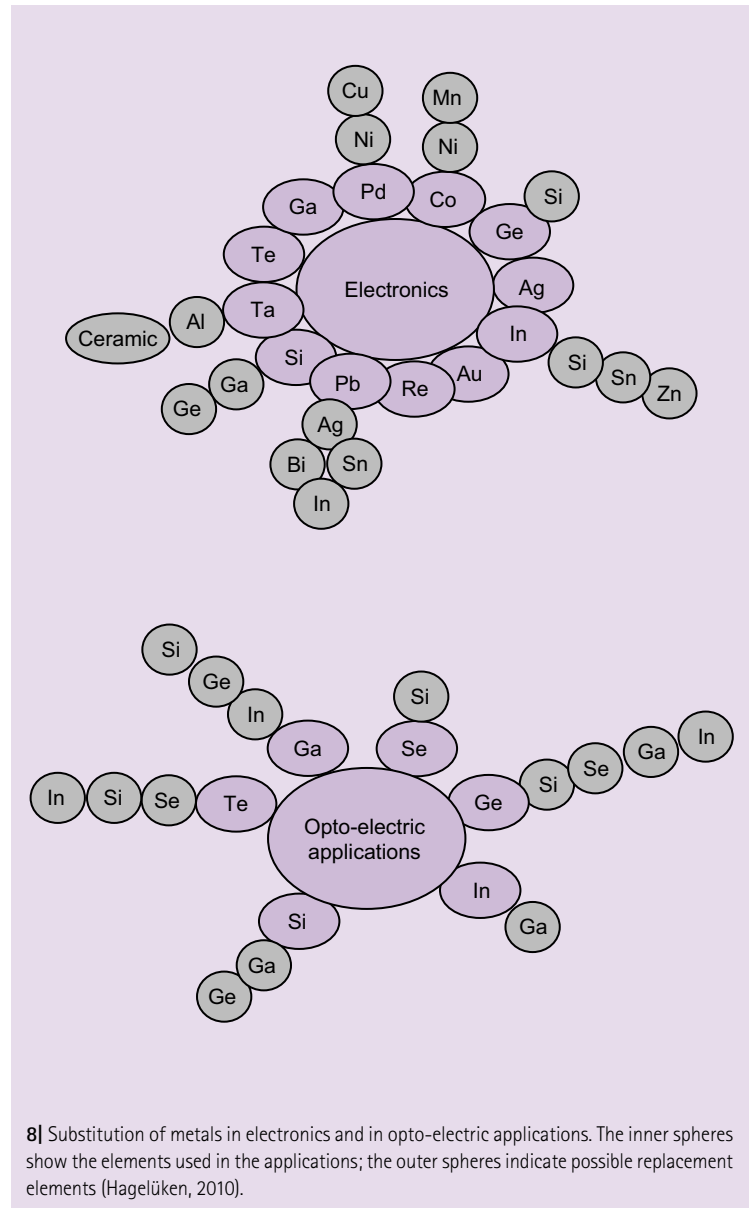 Cu
Mn
Ni
Ni
Si
Pd
Co
Ga
Ge
Te
Ag
Electronics
Ta
In
Al
Ceramic
Si
Si
Au
Sn
Pb
Re
Zn
Ga
Ge
Ag
Bi
Sn
In
Si
Ge
Si
In
Ga
Se
In
Ga
Se
Si
Ge
In
Si
Se
Te
Opto-electric
applications
In
Si
Ga
Ga
Ge
8| Substitution of metals in electronics and in opto-electric applications. The inner spheres
show the elements used in the applications; the outer spheres indicate possible replacement
elements (Hagelüken, 2010).